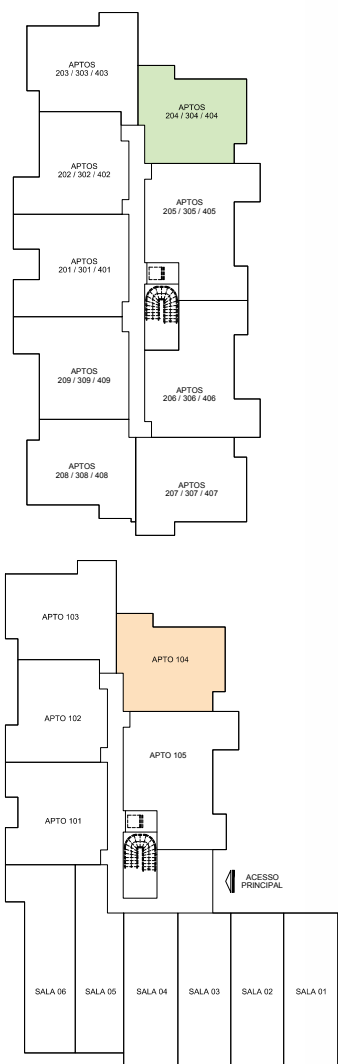 APTOS
203 / 303 / 403
APTOS
204 / 304 / 404
APTOS
202 / 302 / 402
APTOS
205 / 305 / 405
APTOS
201 / 301 / 401
APTOS
209 / 309 / 409
APTOS
206 / 306 / 406
APTOS
208 / 308 / 408
APTOS
207 / 307 / 407
APTO 103
APTO 104
APTO 102
APTO 105
APTO 101
ACESSO
PRINCIPAL
SALA 06
SALA 05
SALA 04
SALA 03
SALA 02
SALA 01